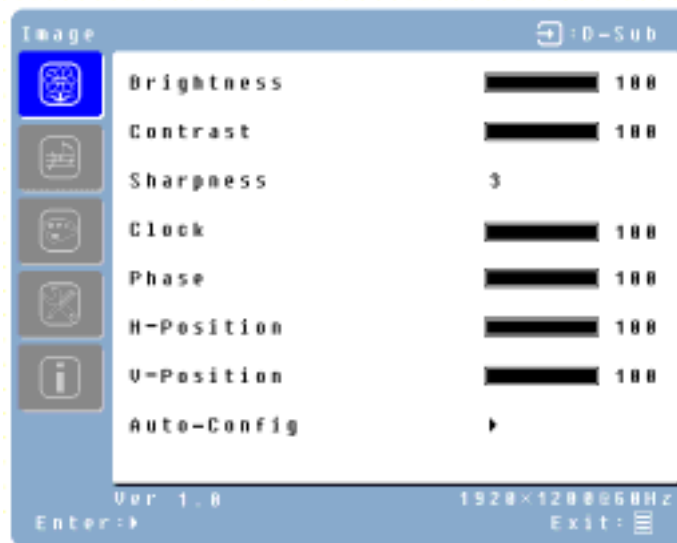 Image :D-Sub
Brightness 100
Contrast 100
Sharpness 3
Clock 100
Phase 100
H-Position 100
V-Position 100
Auto-Config
Ver 1.0 1920×1200@60Hz
Enter: Exit: